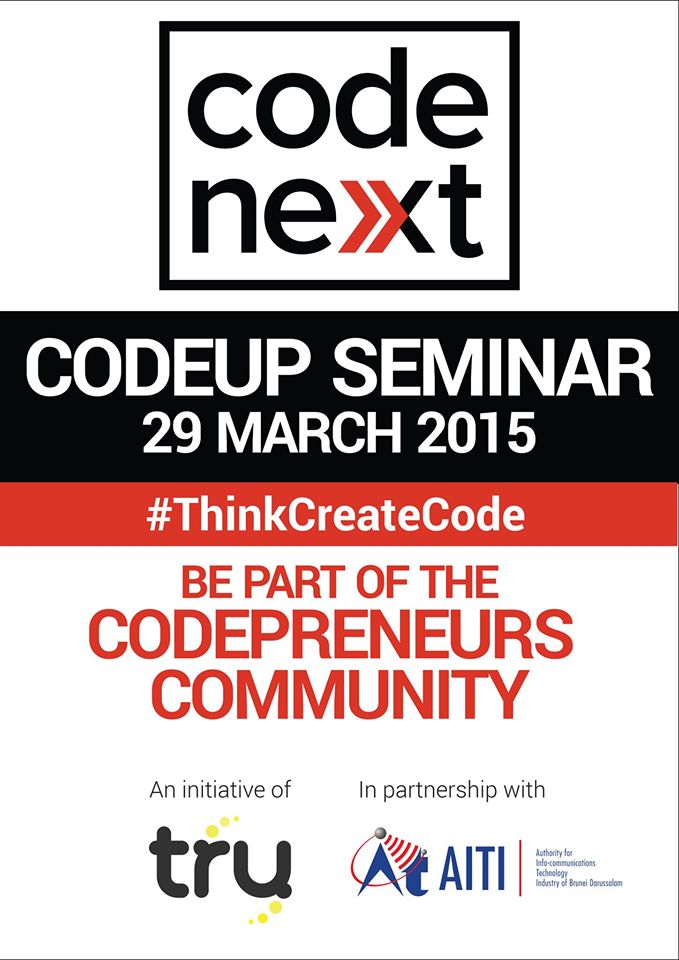 code
next
CODEUP SEMINAR
29 MARCH 2015
#ThinkCreateCode
BE PART OF THE
CODEPRENEURS
COMMUNITY
An initiative of
In partnership with
tru
At AITI
Authority for
Info-communications
Technology
Industry of Brunei Darussalam